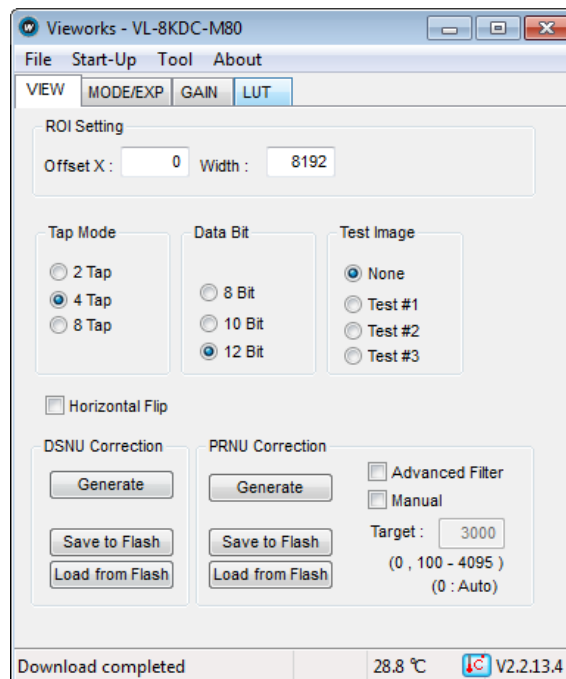 Vieworks - VL-8KDC-M80
File Start-Up Tool About
VIEW MODE/EXP GAIN LUT
ROI Setting
Offset X : 0 Width : 8192
Tap Mode
2 Tap
4 Tap
8 Tap
Data Bit
8 Bit
10 Bit
12 Bit
Test Image
None
Test #1
Test #2
Test #3
Horizontal Flip
DSNU Correction
Generate
Save to Flash
Load from Flash
PRNU Correction
Generate
Save to Flash
Load from Flash
Advanced Filter
Manual
Target : 3000
(0 , 100 - 4095 )
(0 : Auto)
Download completed 28.8 ℃ C V2.2.13.4